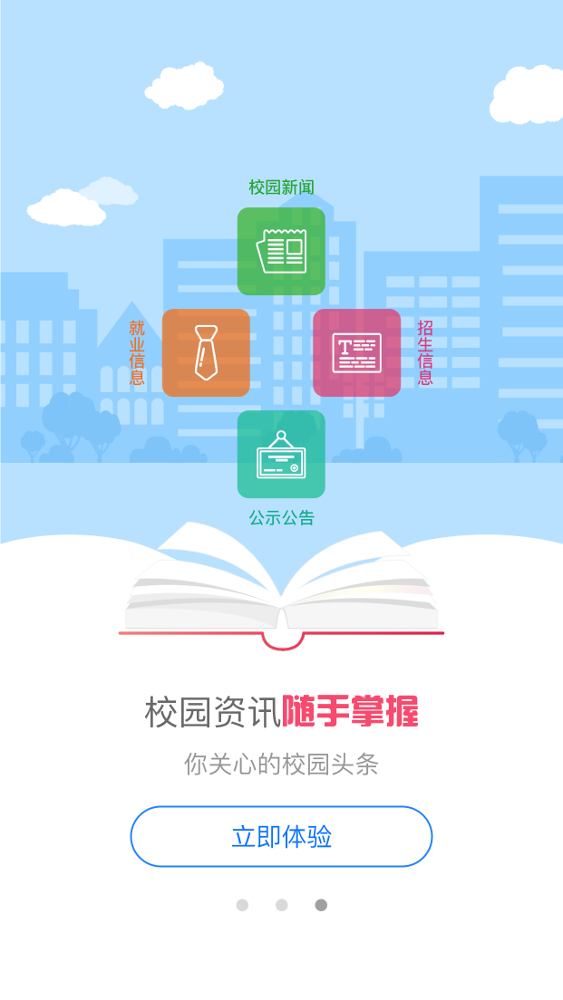 校园新闻
就业信息
招生信息
公示公告
校园资讯随手掌握
你关心的校园头条
立即体验